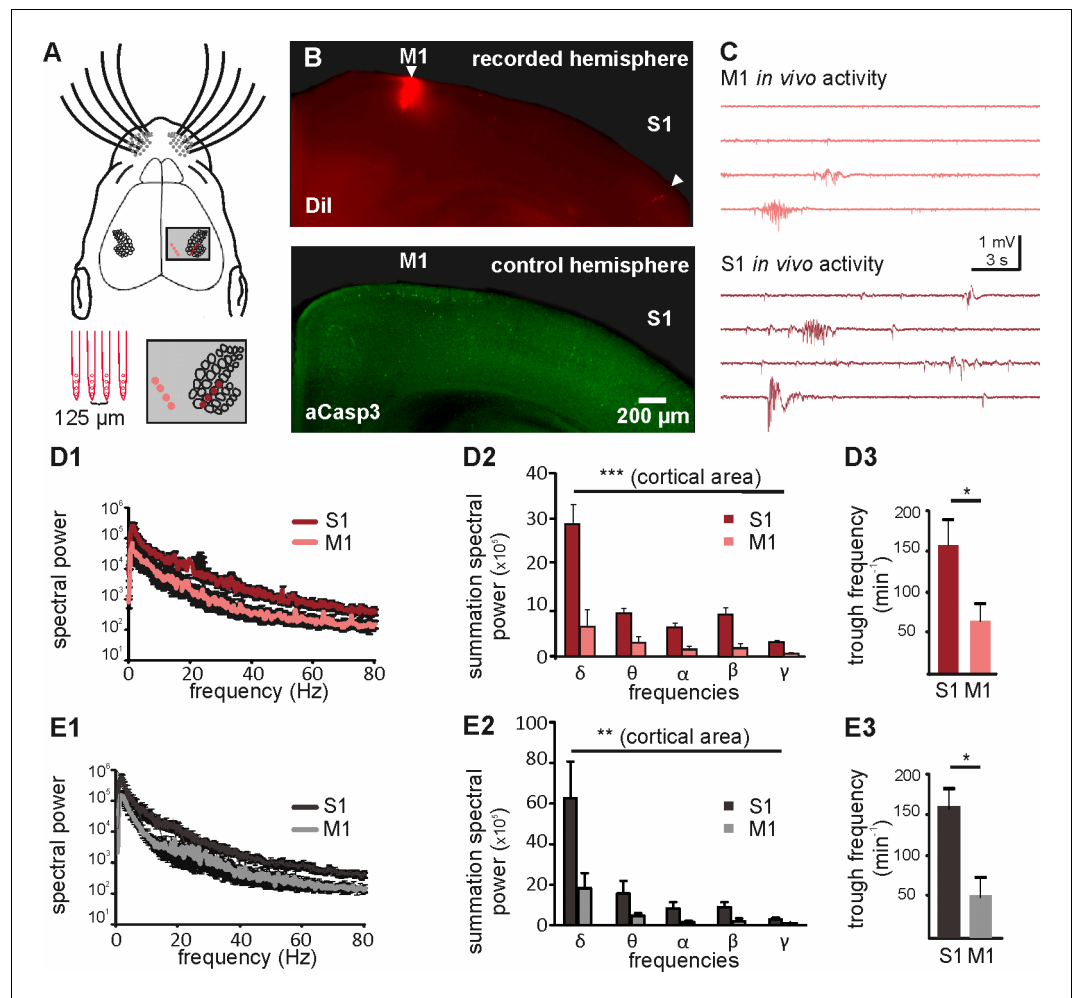 A
125 µm
B
M1
recorded hemisphere
S1
DiI
M1
control hemisphere
S1
aCasp3
200 µm
C
M1 in vivo activity
1 mV
3 s
S1 in vivo activity
D1
spectral power
10⁶
10⁵
10⁴
10³
10²
10¹
S1
M1
0 20 40 60 80
frequency (Hz)
D2
summation spectral
power (x10⁵)
40
30
20
10
0
*** (cortical area)
S1
M1
δ θ α β γ
frequencies
D3
trough frequency
(min⁻¹)
200
150
100
50
*
S1 M1
E1
spectral power
10⁶
10⁵
10⁴
10³
10²
10¹
S1
M1
0 20 40 60 80
frequency (Hz)
E2
summation spectral
power (x10⁵)
100
80
60
40
20
0
** (cortical area)
S1
M1
δ θ α β γ
frequencies
E3
trough frequency
(min⁻¹)
200
150
100
50
*
S1 M1